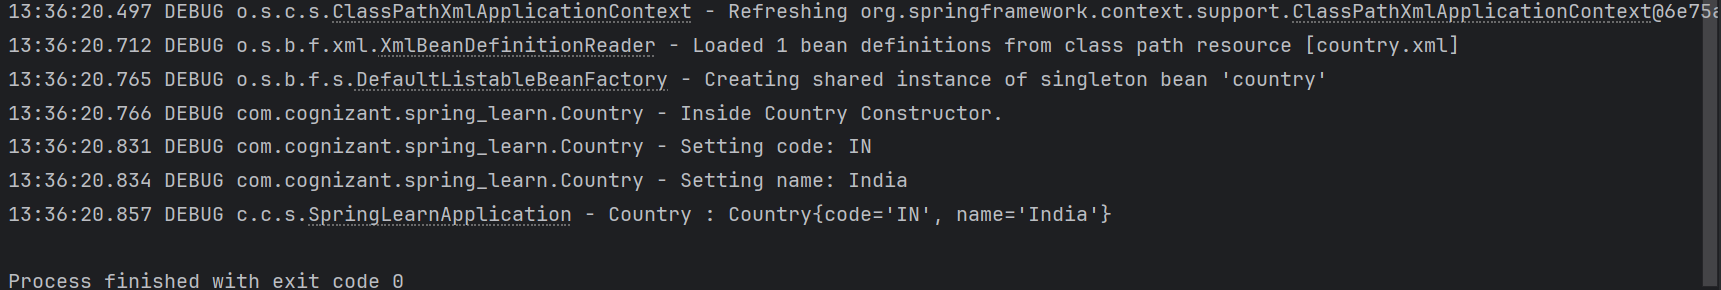 13:36:20.497 DEBUG o.s.c.s.ClassPathXmlApplicationContext - Refreshing org.springframework.context.support.ClassPathXmlApplicationContext@6e75a
13:36:20.712 DEBUG o.s.b.f.xml.XmlBeanDefinitionReader - Loaded 1 bean definitions from class path resource [country.xml]
13:36:20.765 DEBUG o.s.b.f.s.DefaultListableBeanFactory - Creating shared instance of singleton bean 'country'
13:36:20.766 DEBUG com.cognizant.spring_learn.Country - Inside Country Constructor.
13:36:20.831 DEBUG com.cognizant.spring_learn.Country - Setting code: IN
13:36:20.834 DEBUG com.cognizant.spring_learn.Country - Setting name: India
13:36:20.857 DEBUG c.c.s.SpringLearnApplication - Country : Country{code='IN', name='India'}
Process finished with exit code 0